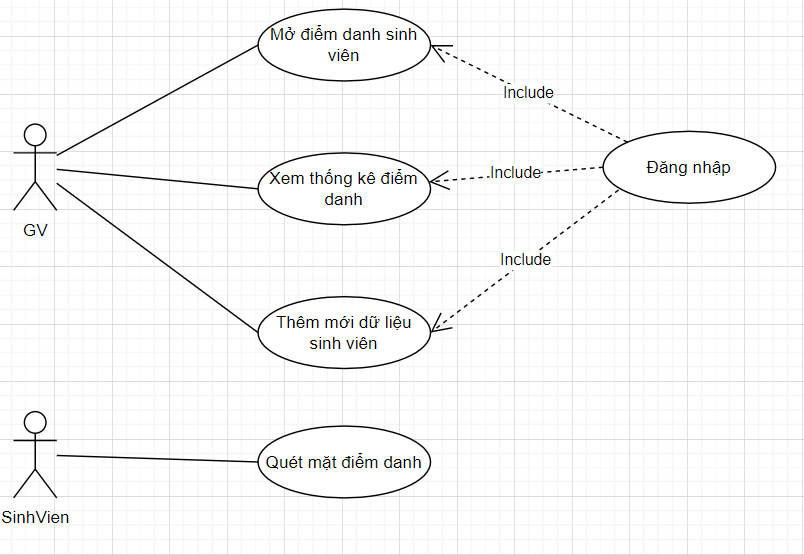 Mở điểm danh sinh
viên
Include
Đăng nhập
Xem thống kê điểm
danh
Include
GV
Include
Thêm mới dữ liệu
sinh viên
Quét mặt điểm danh
SinhVien